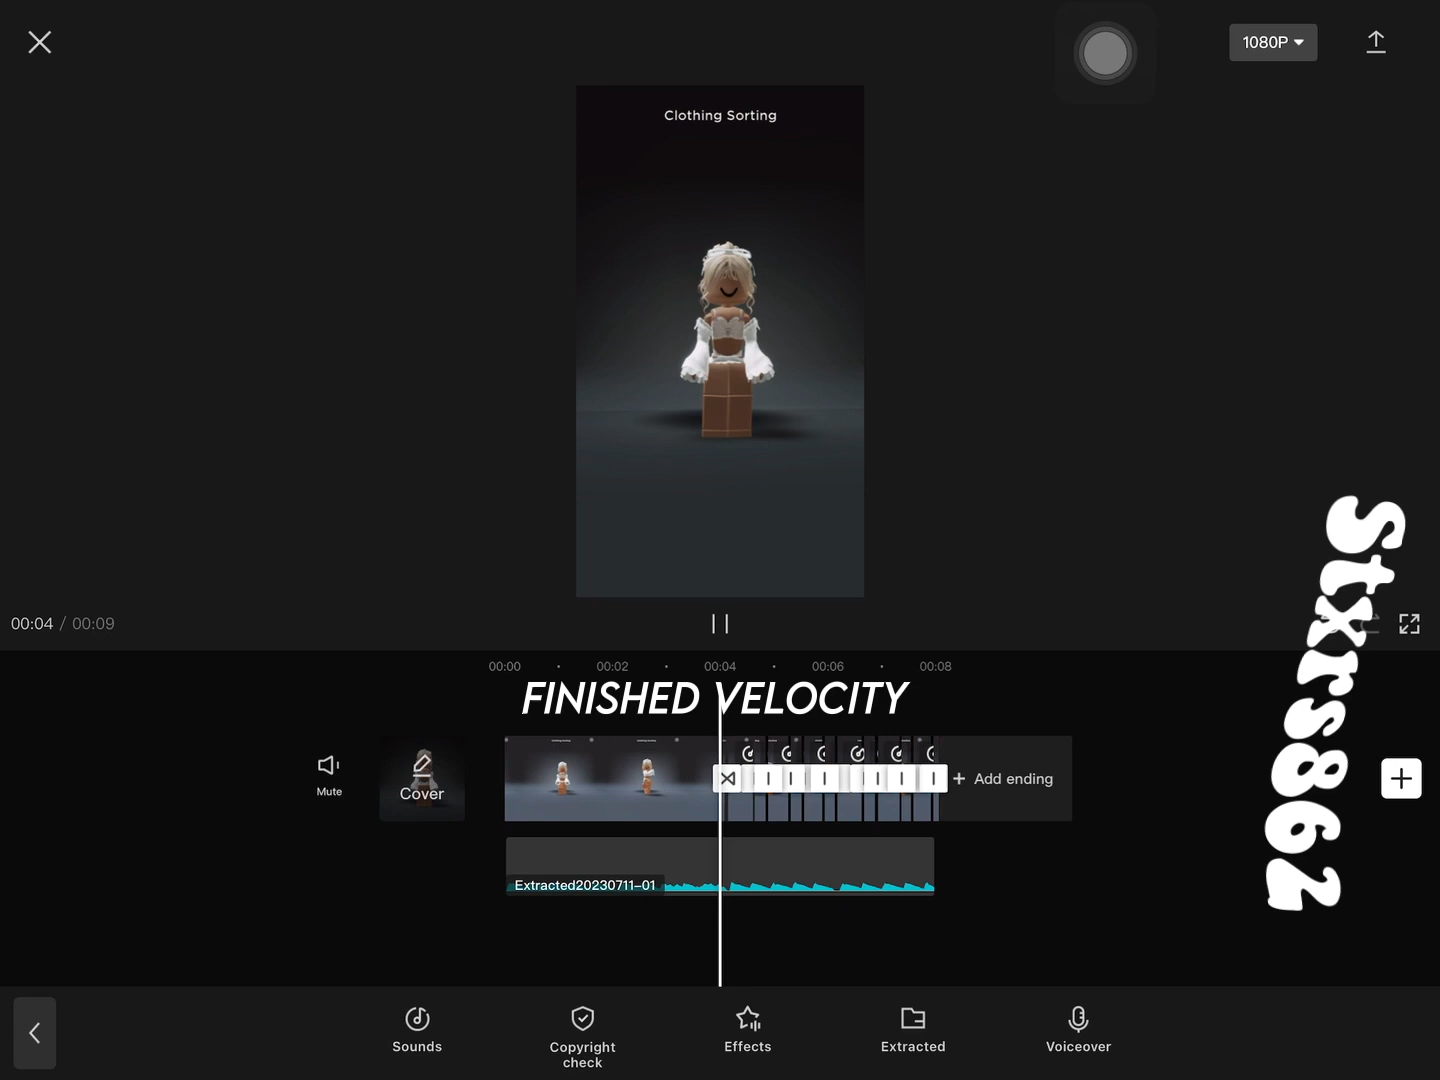 1080P
Clothing Sorting
00:04 / 00:09
00:00 00:02 00:04 00:06 00:08
FINISHED VELOCITY
Mute
Cover
+ Add ending
Extracted20230711-01
Stxrs862
Sounds
Copyright
check
Effects
Extracted
Voiceover